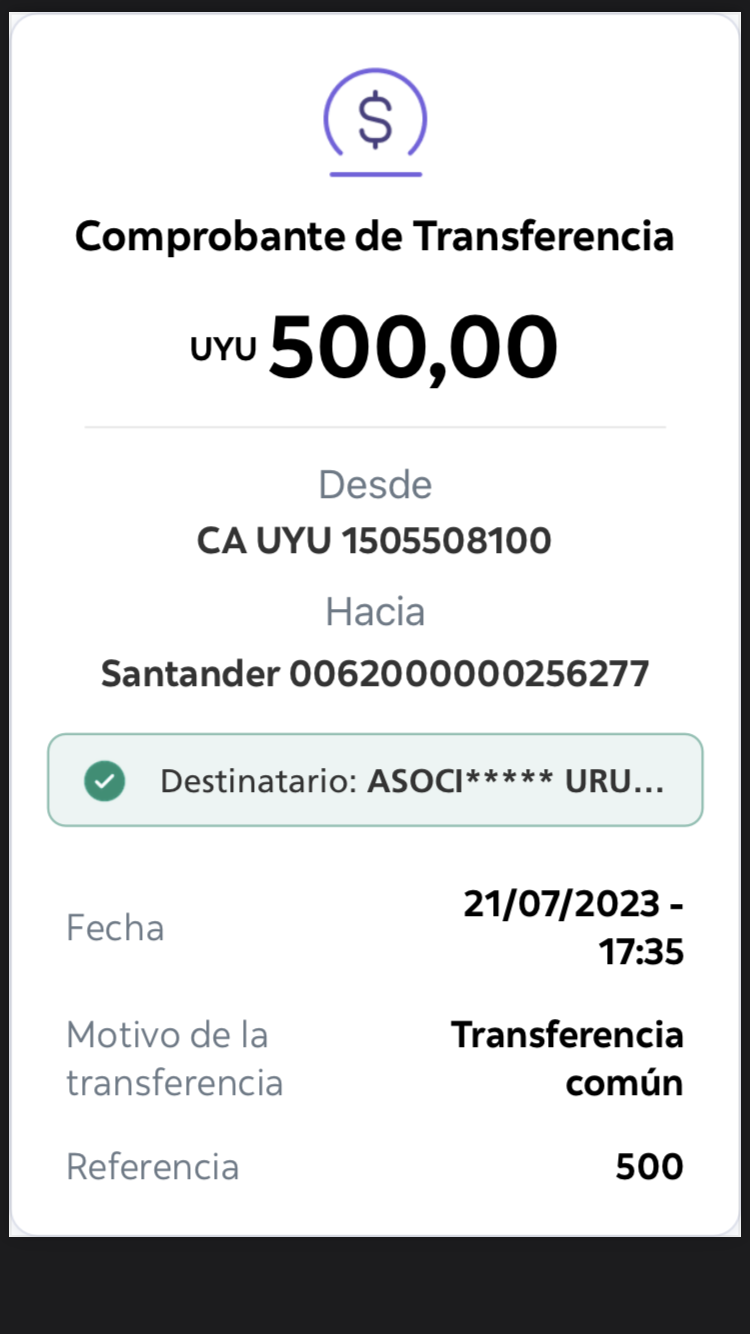 $
Comprobante de Transferencia
UYU 500,00
Desde
CA UYU 1505508100
Hacia
Santander 0062000000256277
Destinatario: ASOCI***** URU...
Fecha
21/07/2023 -
17:35
Motivo de la
transferencia
Transferencia
común
Referencia
500